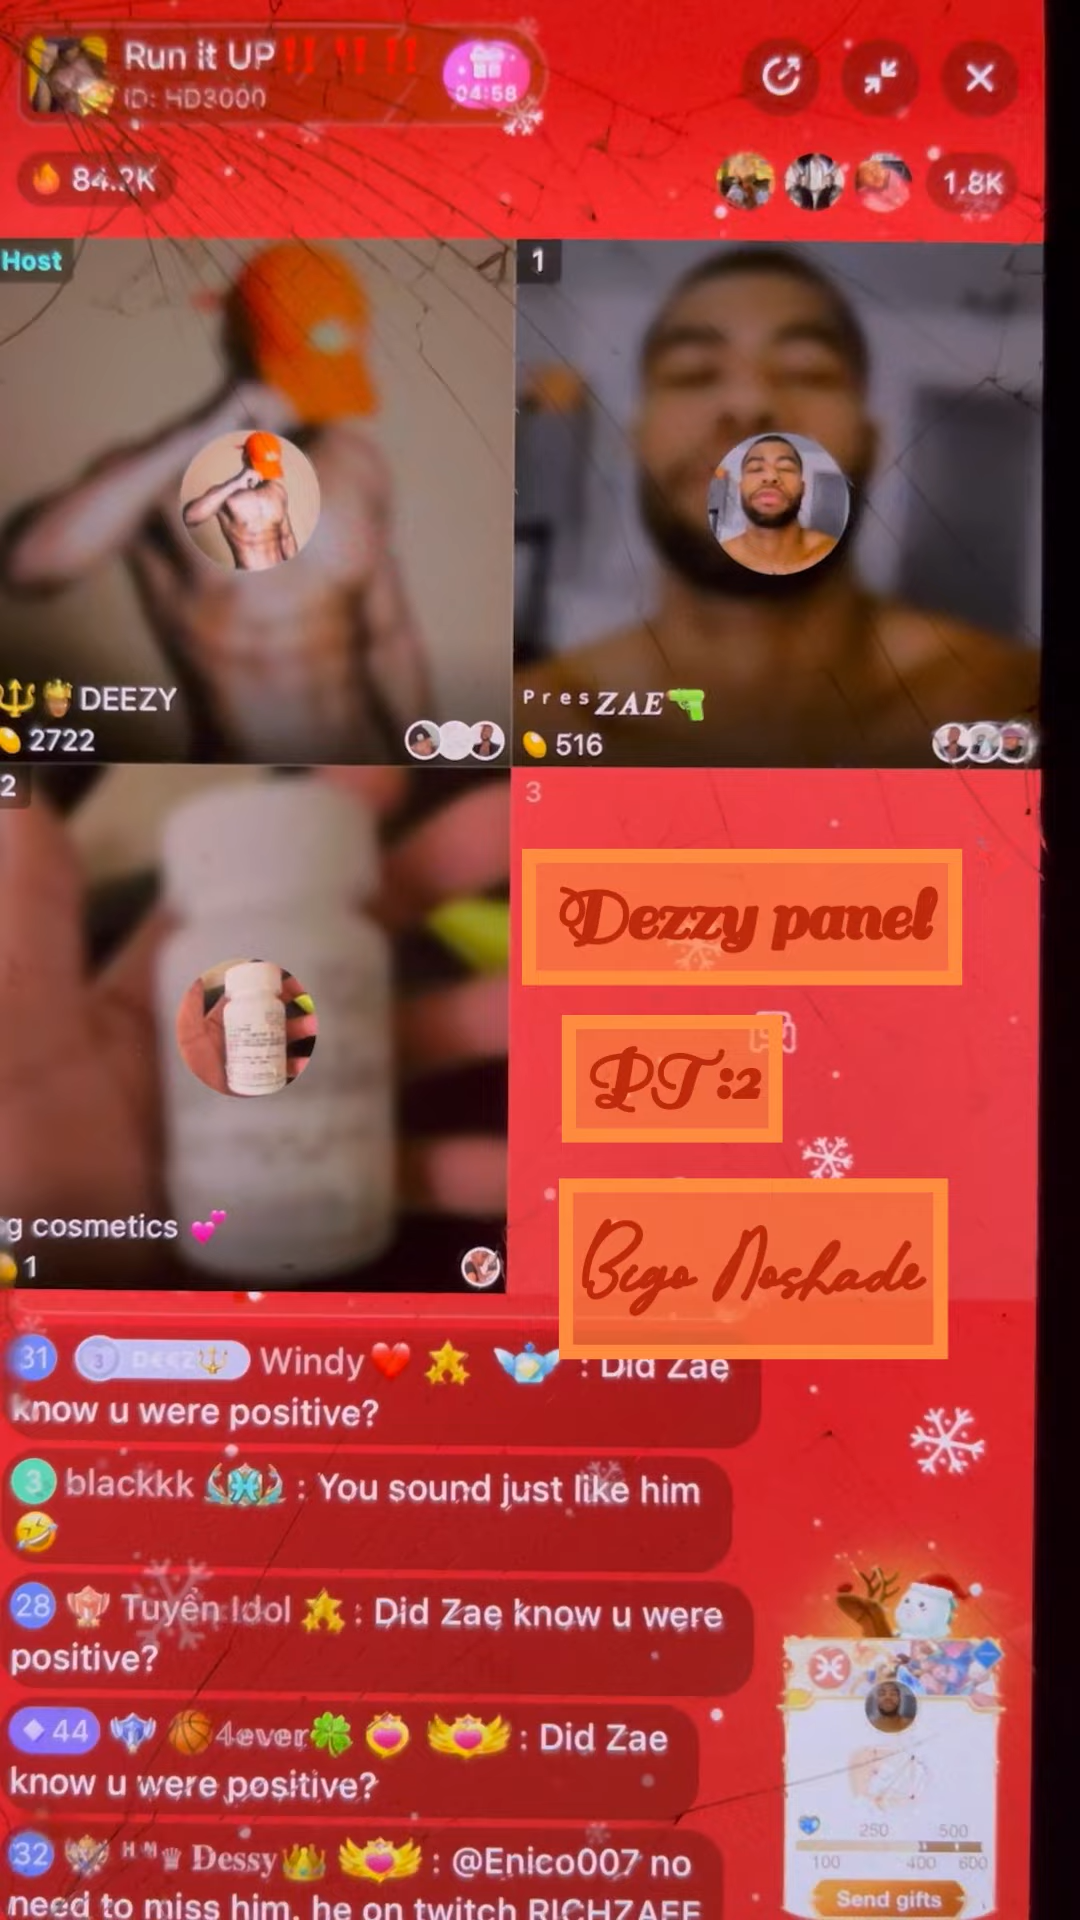 Run it UP‼️‼️‼️
ID: HD3000
04:58
1.8K
Host
1
🔱🤴DEEZY
2722
ᴾʳᵉˢZAE🔫
516
2
3
Dezzy panel
PT:2
Bigo Noshade
g cosmetics 💕
1
31 3 DEEZ🔱 Windy❤️ : Did Zae
know u were positive?
3 blackkk : You sound just like him
🤣
28 Tuyền Idol : Did Zae know u were
positive?
44 🏀4ever🍀 : Did Zae
know u were positive?
32 ᴴᴹ♛ Dessy👑 : @Enico007 no
need to miss him, he on twitch RICHZAEE
250 500
100 400 600
Send gifts